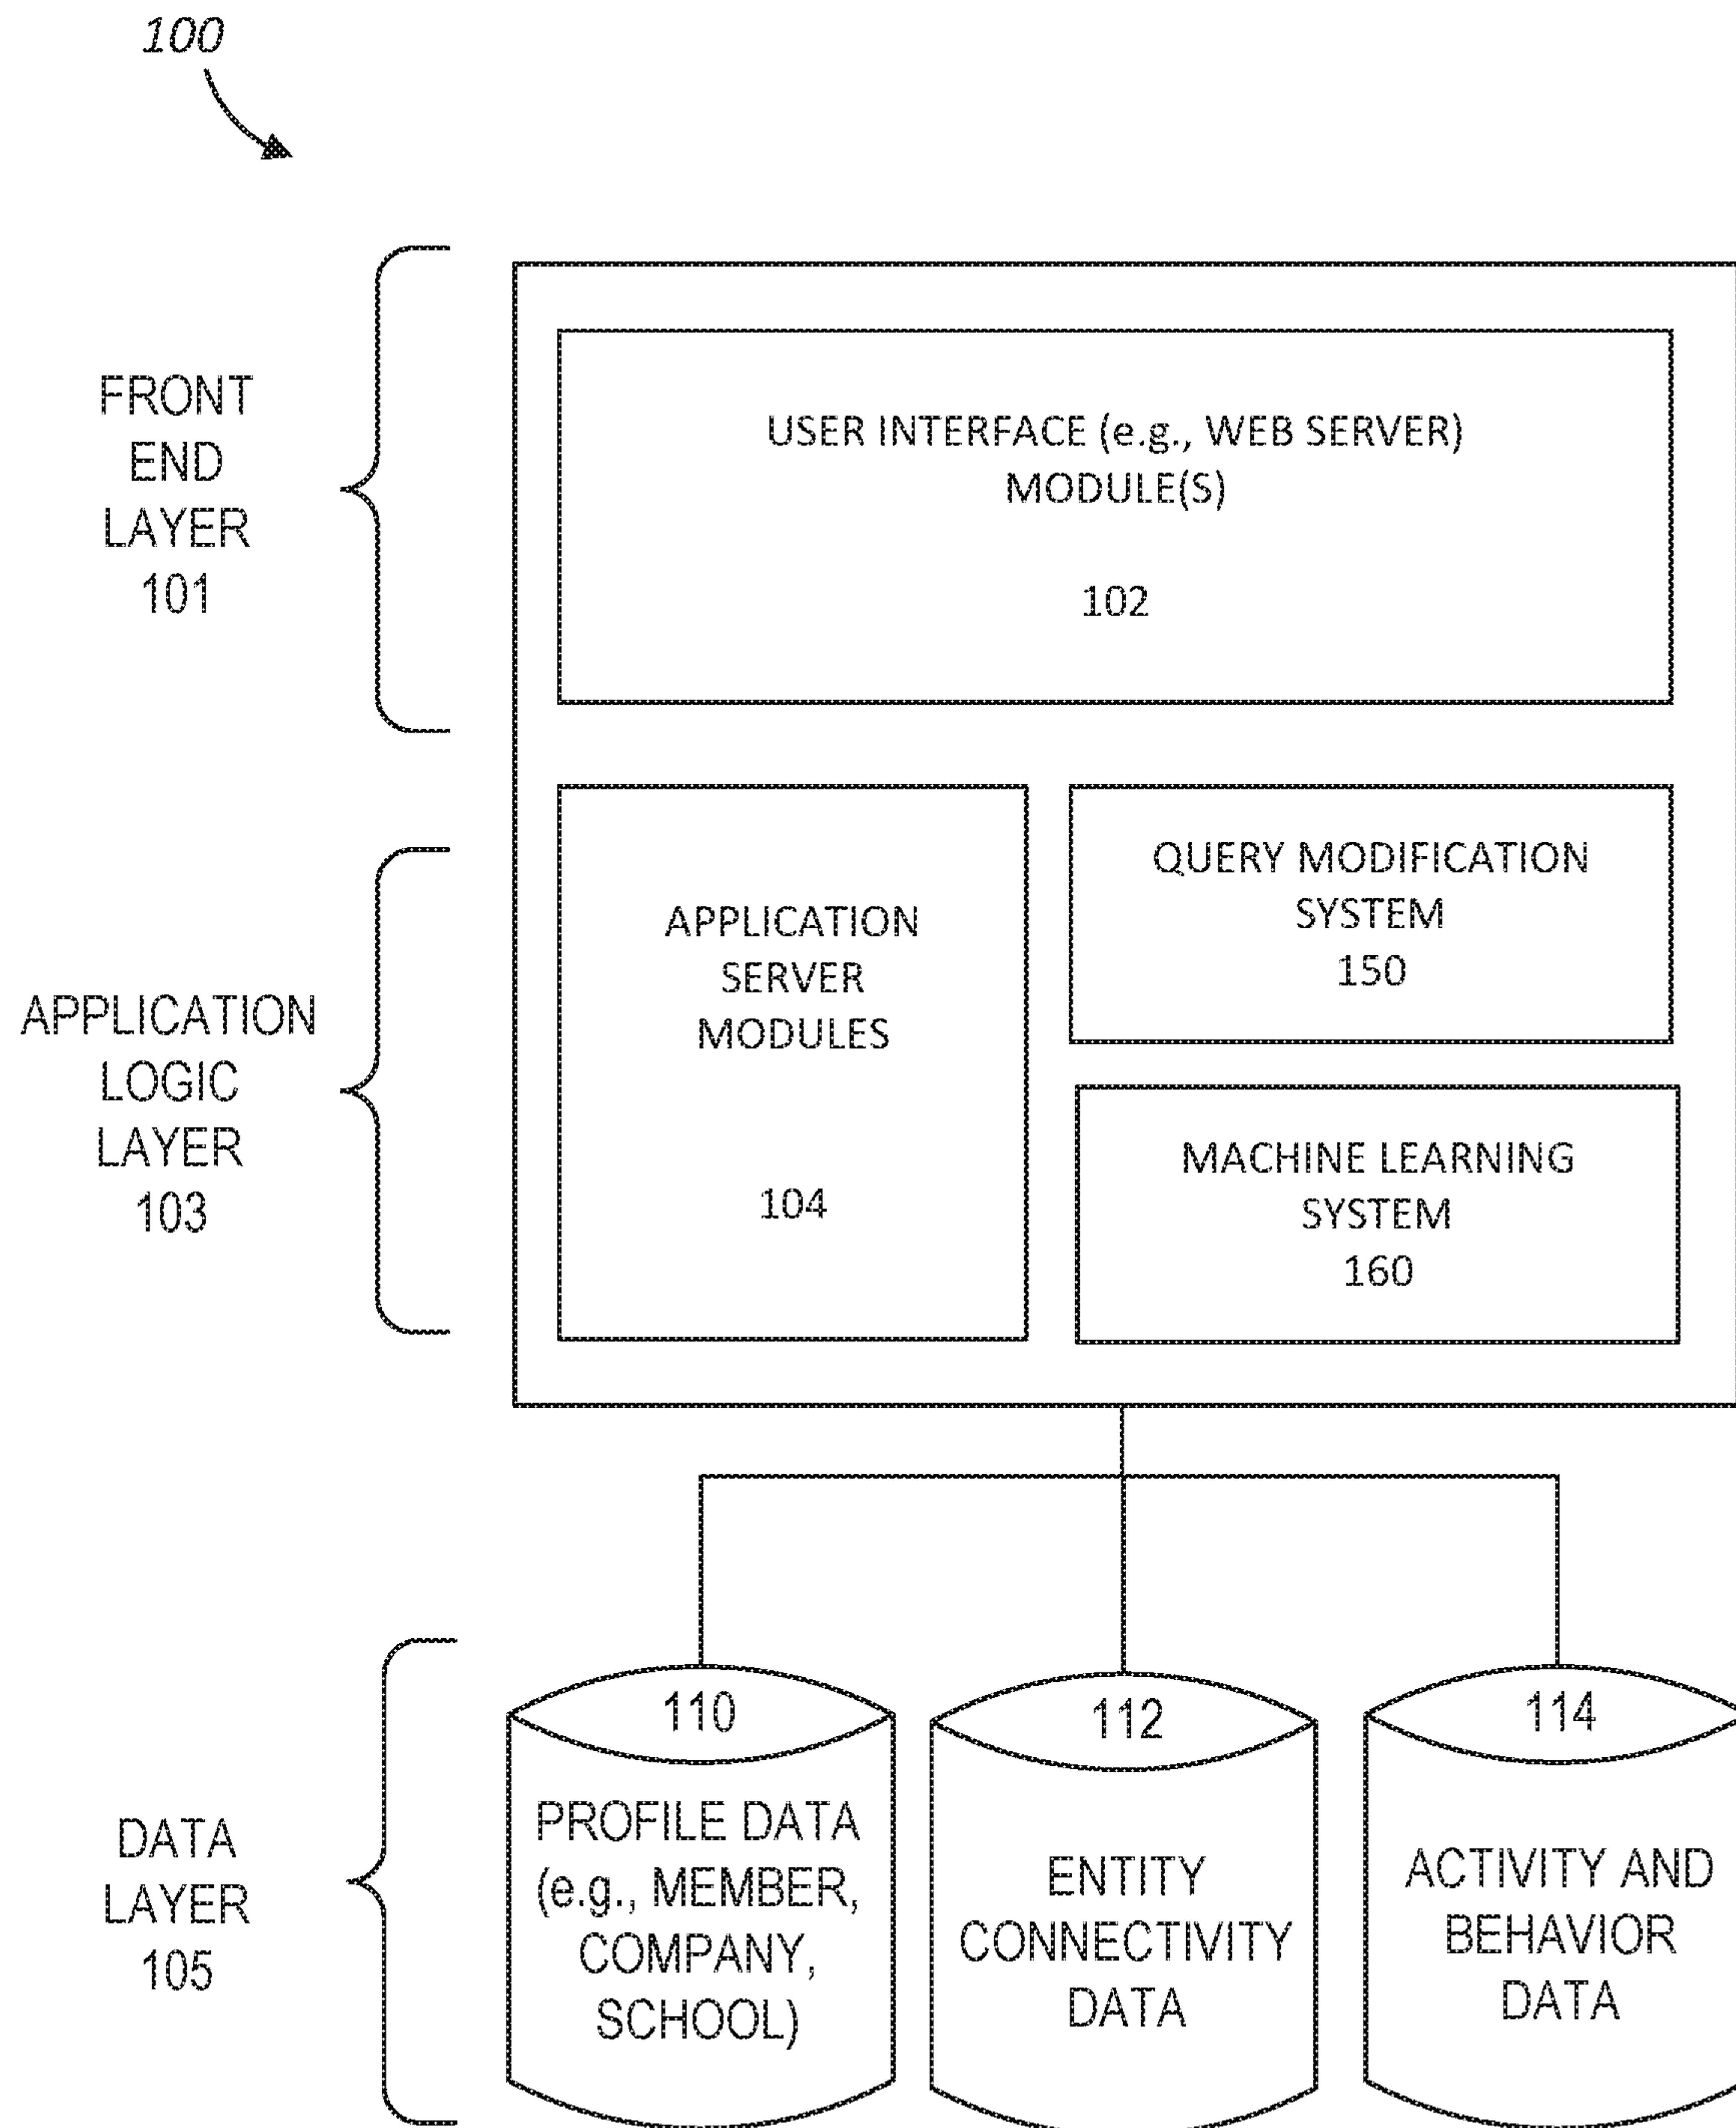 100
FRONT
END
LAYER
101
USER INTERFACE (e.g., WEB SERVER)
MODULE(S)
102
APPLICATION
LOGIC
LAYER
103
APPLICATION
SERVER
MODULES
104
QUERY MODIFICATION
SYSTEM
150
MACHINE LEARNING
SYSTEM
160
DATA
LAYER
105
110
PROFILE DATA
(e.g., MEMBER,
COMPANY,
SCHOOL)
112
ENTITY
CONNECTIVITY
DATA
114
ACTIVITY AND
BEHAVIOR
DATA